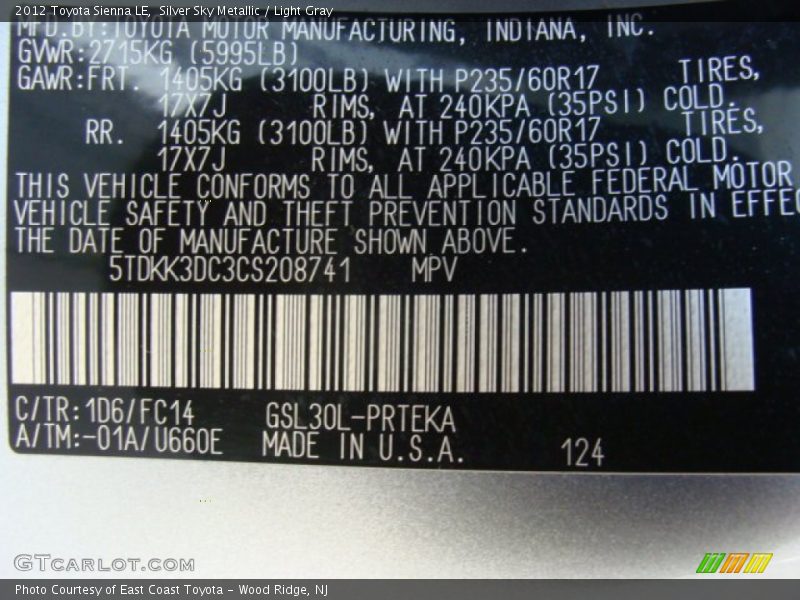 2012 Toyota Sienna LE,  Silver Sky Metallic / Light Gray
MFD.BY:TOYOTA MOTOR MANUFACTURING, INDIANA, INC.
GVWR:2715KG (5995LB)
GAWR:FRT. 1405KG (3100LB) WITH P235/60R17 TIRES,
17X7J RIMS, AT 240KPA (35PSI) COLD.
RR. 1405KG (3100LB) WITH P235/60R17 TIRES,
17X7J RIMS, AT 240KPA (35PSI) COLD.
THIS VEHICLE CONFORMS TO ALL APPLICABLE FEDERAL MOTOR
VEHICLE SAFETY AND THEFT PREVENTION STANDARDS IN EFFEC
THE DATE OF MANUFACTURE SHOWN ABOVE.
5TDKK3DC3CS208741 MPV
C/TR:1D6/FC14 GSL30L-PRTEKA
A/TM:-01A/U660E MADE IN U.S.A. 124
GTCARLOT.COM
Photo Courtesy of East Coast Toyota - Wood Ridge, NJ